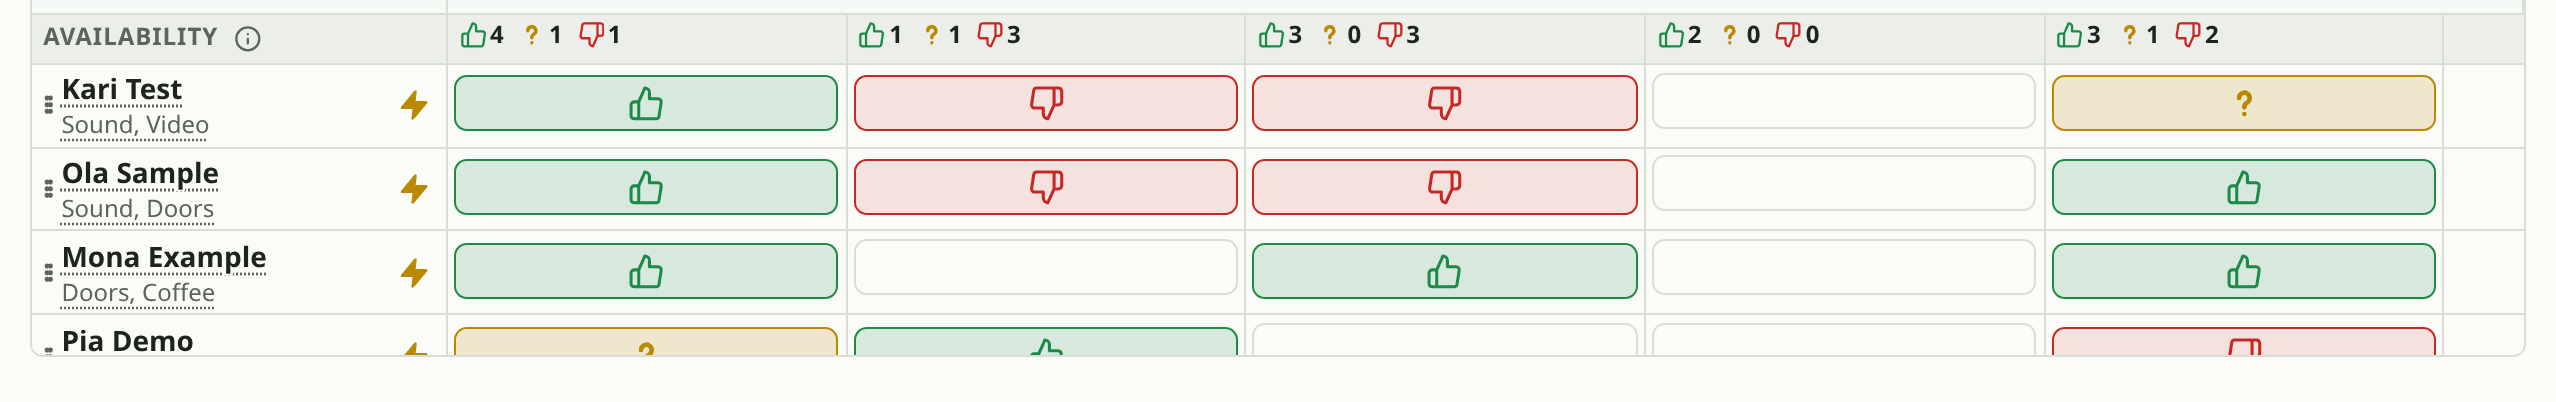 AVAILABILITY 4 ? 1 1 1 ? 1 3 3 ? 0 3 2 ? 0 0 3 ? 1 2
Kari Test
Sound, Video
?
Ola Sample
Sound, Doors
Mona Example
Doors, Coffee
Pia Demo
?